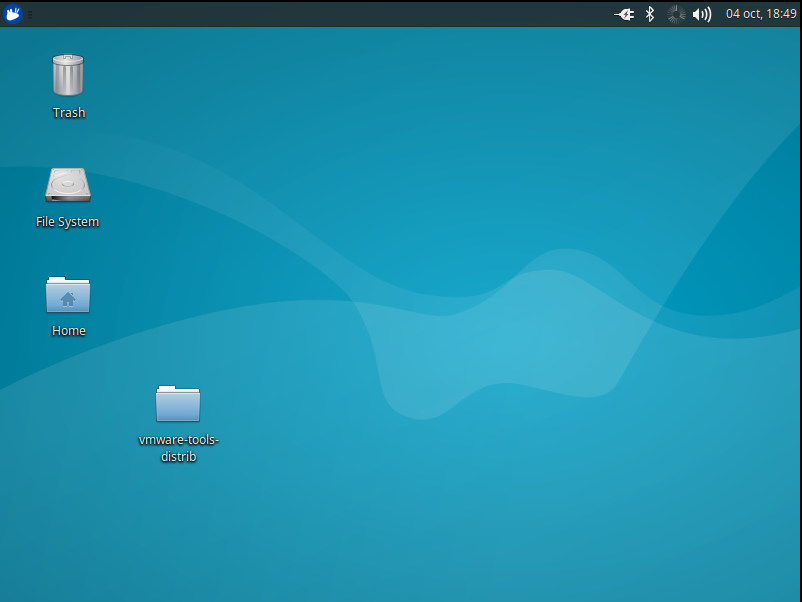 04 oct, 18:49
Trash
File System
Home
vmware-tools-
distrib